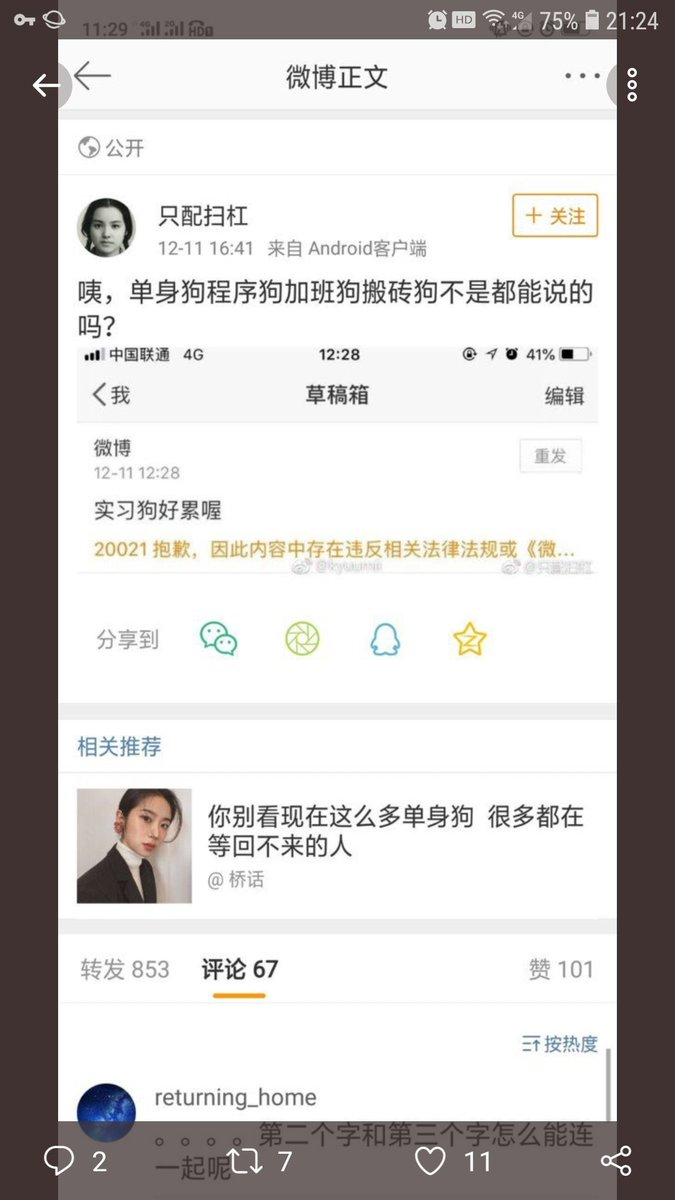 4G HD 75% 21:24
11:29
微博正文
公开
只配扫杠
+ 关注
12-11 16:41 来自 Android客户端
咦，单身狗程序狗加班狗搬砖狗不是都能说的
吗？
中国联通 4G 12:28 41%
我 草稿箱 编辑
微博
重发
12-11 12:28
实习狗好累喔
20021 抱歉，因此内容中存在违反相关法律法规或《微...
@kyuumii @只配扫杠
分享到
相关推荐
你别看现在这么多单身狗 很多都在
等回不来的人
@ 桥话
转发 853 评论 67 赞 101
按热度
returning_home
。。。。第二个字和第三个字怎么能连
一起呢
2 7 11